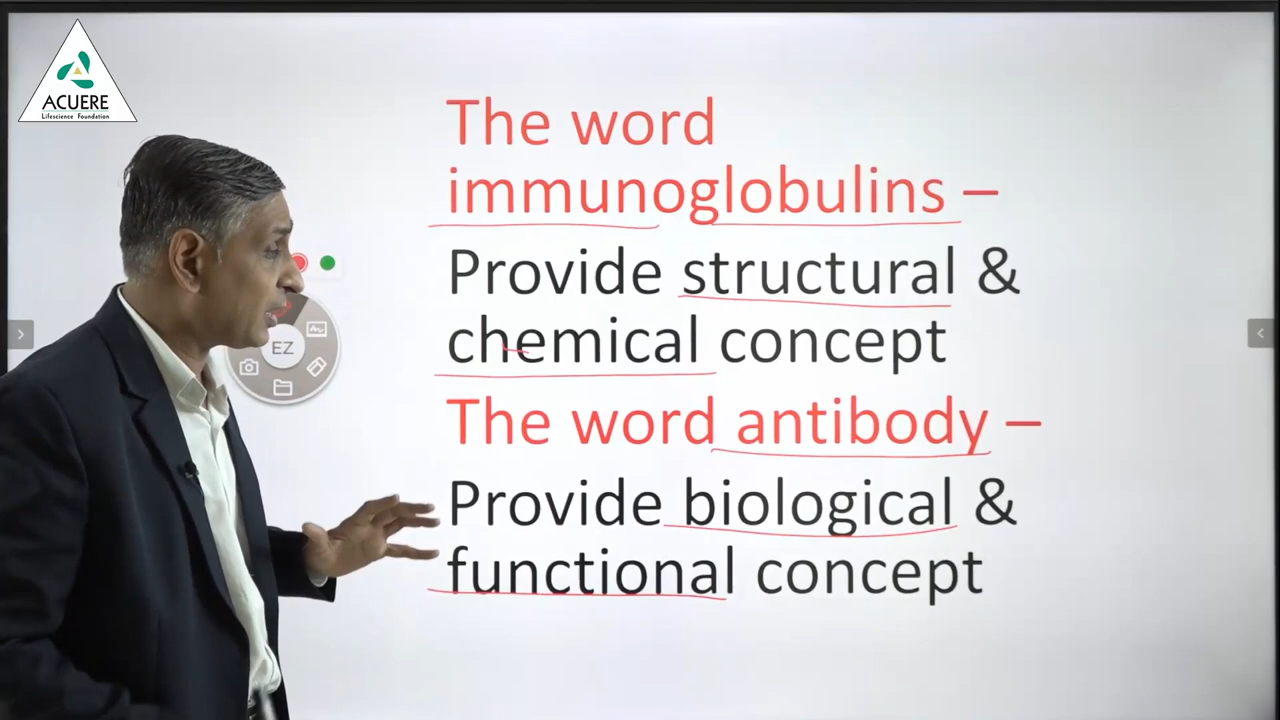 ACUERE
Lifescience Foundation
The word
immunoglobulins –
Provide structural &
chemical concept
EZ
The word antibody –
Provide biological &
functional concept